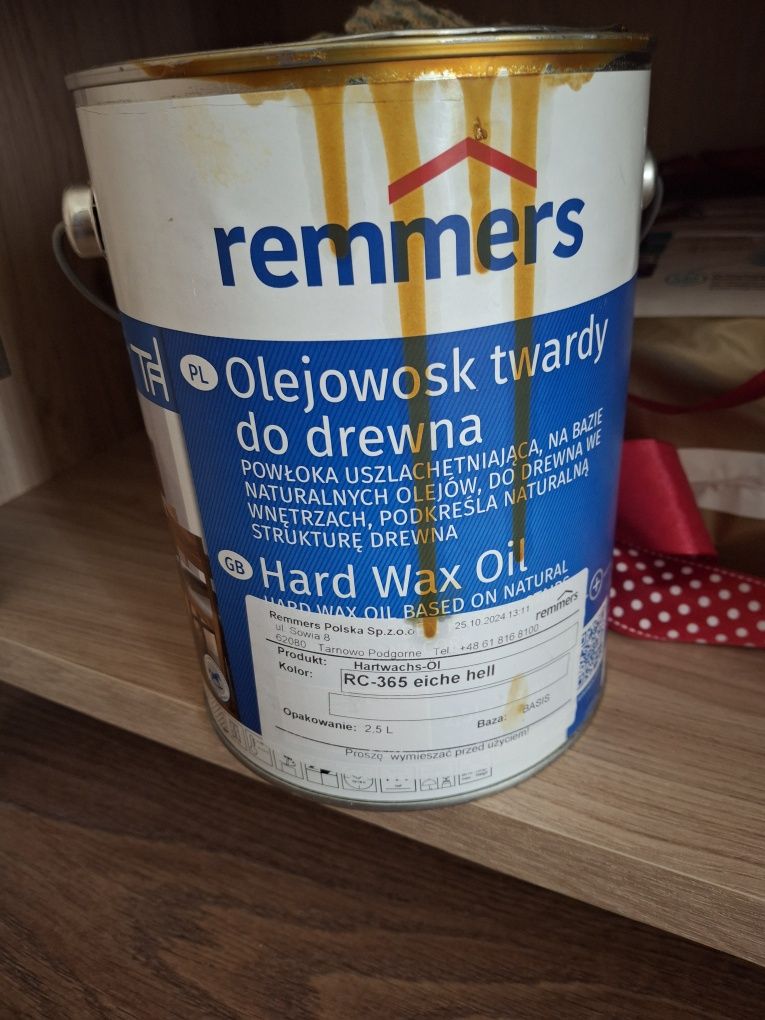 remmers
PL
Olejowosk twardy
do drewna
POWŁOKA USZLACHETNIAJĄCA, NA BAZIE
NATURALNYCH OLEJÓW, DO DREWNA WE
WNĘTRZACH, PODKREŚLA NATURALNĄ
STRUKTURĘ DREWNA
GB
Hard Wax Oil
HARD WAX OIL BASED ON NATURAL
Remmers Polska Sp.z.o.o 25.10.2024 13:11 remmers
ul. Sowia 8
62080 Tarnowo Podgorne Tel.: +48 61 816 8100
Produkt: Hartwachs-Öl
Kolor: RC-365 eiche hell
Opakowanie: 2.5 L Baza: BASIS
Proszę wymieszać przed użyciem!